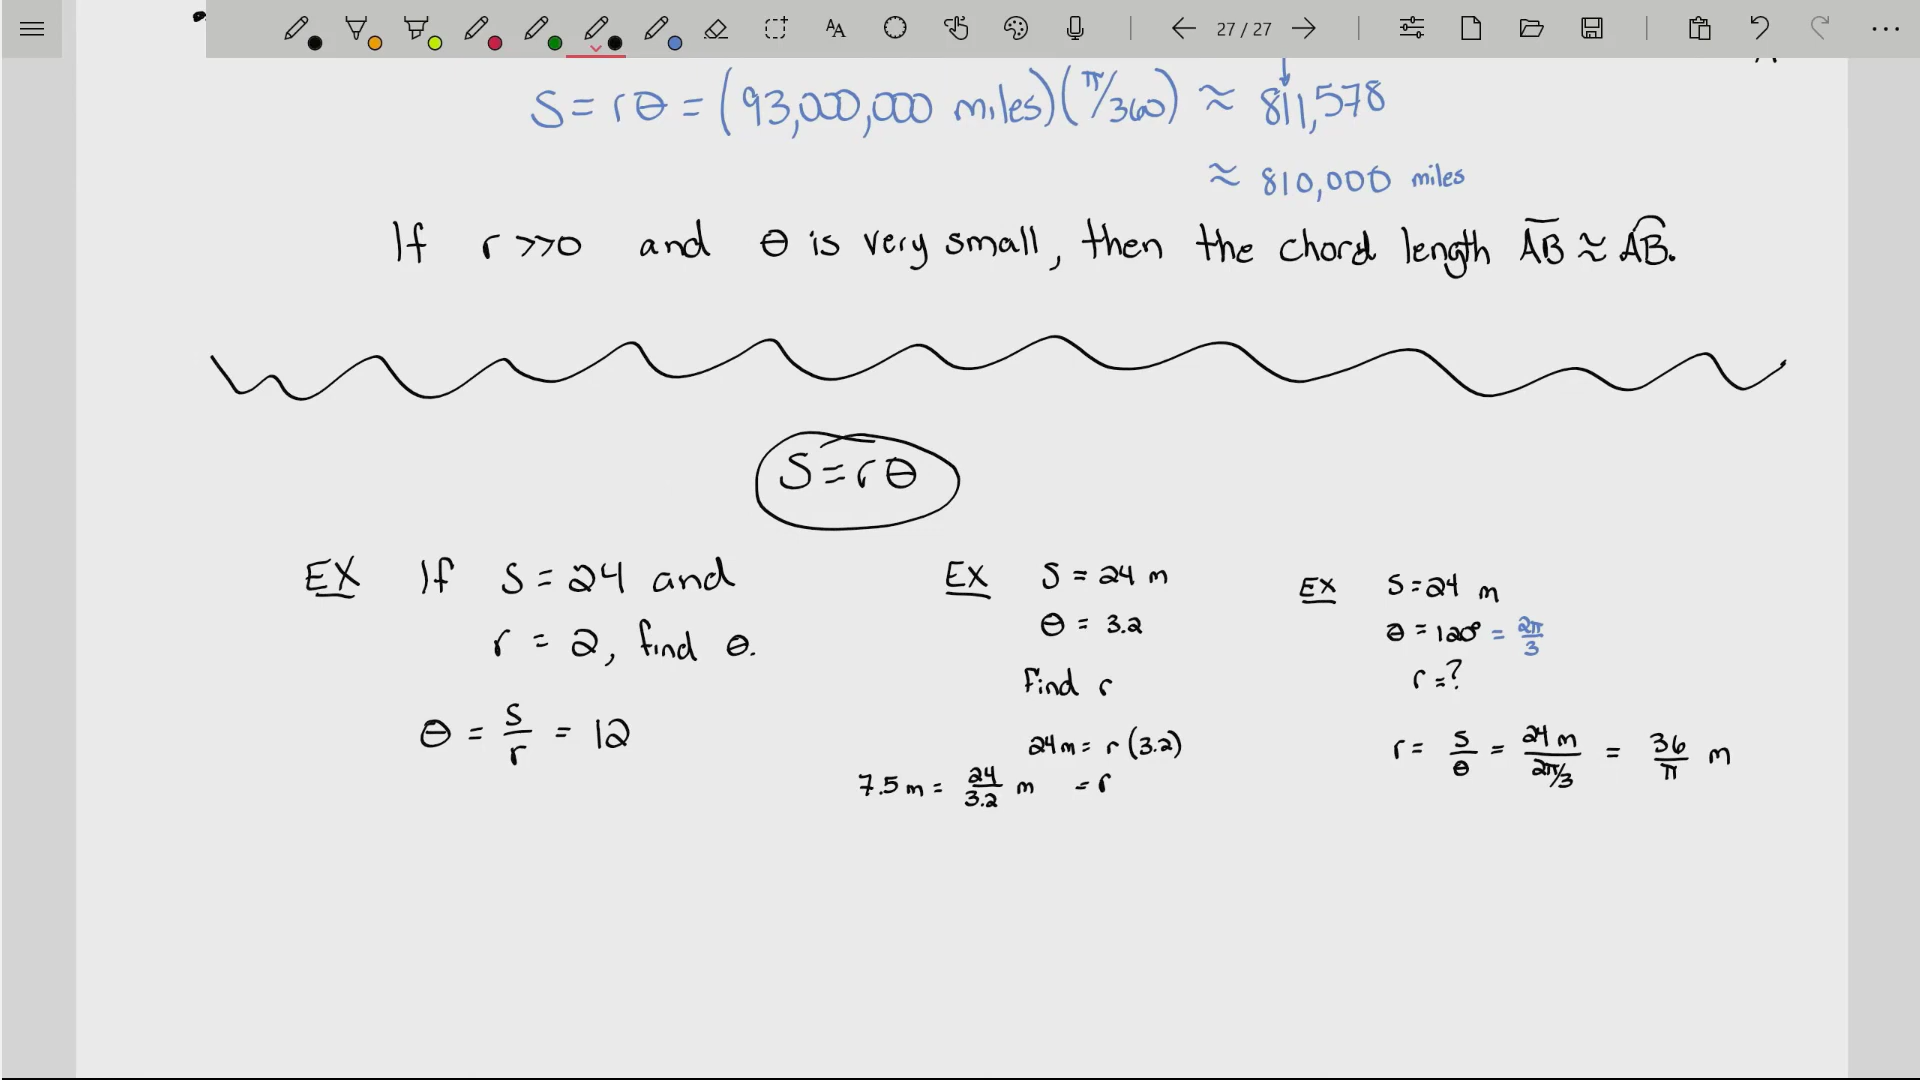 27 / 27
S = rθ = (93,000,000 miles)(π/360) ≈ 811,578
≈ 810,000 miles
If r >> 0 and θ is very small, then the chord length A̅B̅ ≈ A͡B.
S = rθ
EX If S = 24 and
r = 2, find θ.
θ = s/r = 12
EX S = 24 m
θ = 3.2
Find r
24 m = r (3.2)
7.5 m = 24/3.2 m = r
EX S = 24 m
θ = 120° = 2π/3
r = ?
r = s/θ = 24 m/(2π/3) = 36/π m